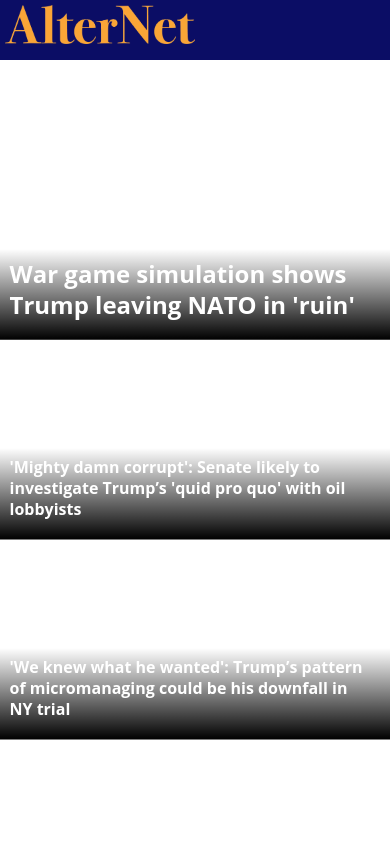 AlterNet
War game simulation shows
Trump leaving NATO in 'ruin'
'Mighty damn corrupt': Senate likely to
investigate Trump’s 'quid pro quo' with oil
lobbyists
'We knew what he wanted': Trump’s pattern
of micromanaging could be his downfall in
NY trial